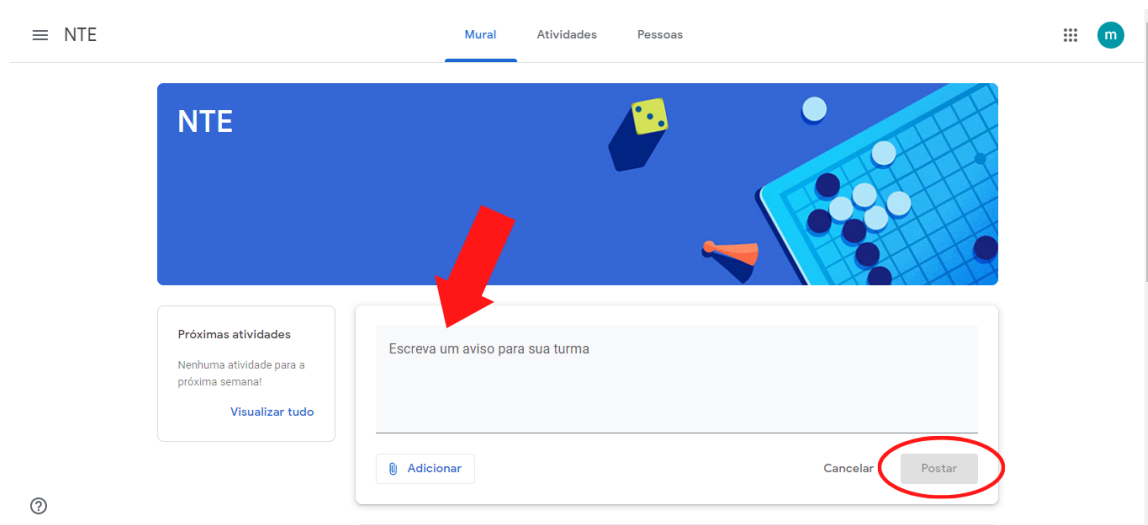 NTE
Mural
Atividades
Pessoas
m
NTE
Próximas atividades
Nenhuma atividade para a
próxima semana!
Visualizar tudo
Escreva um aviso para sua turma
Adicionar
Cancelar
Postar